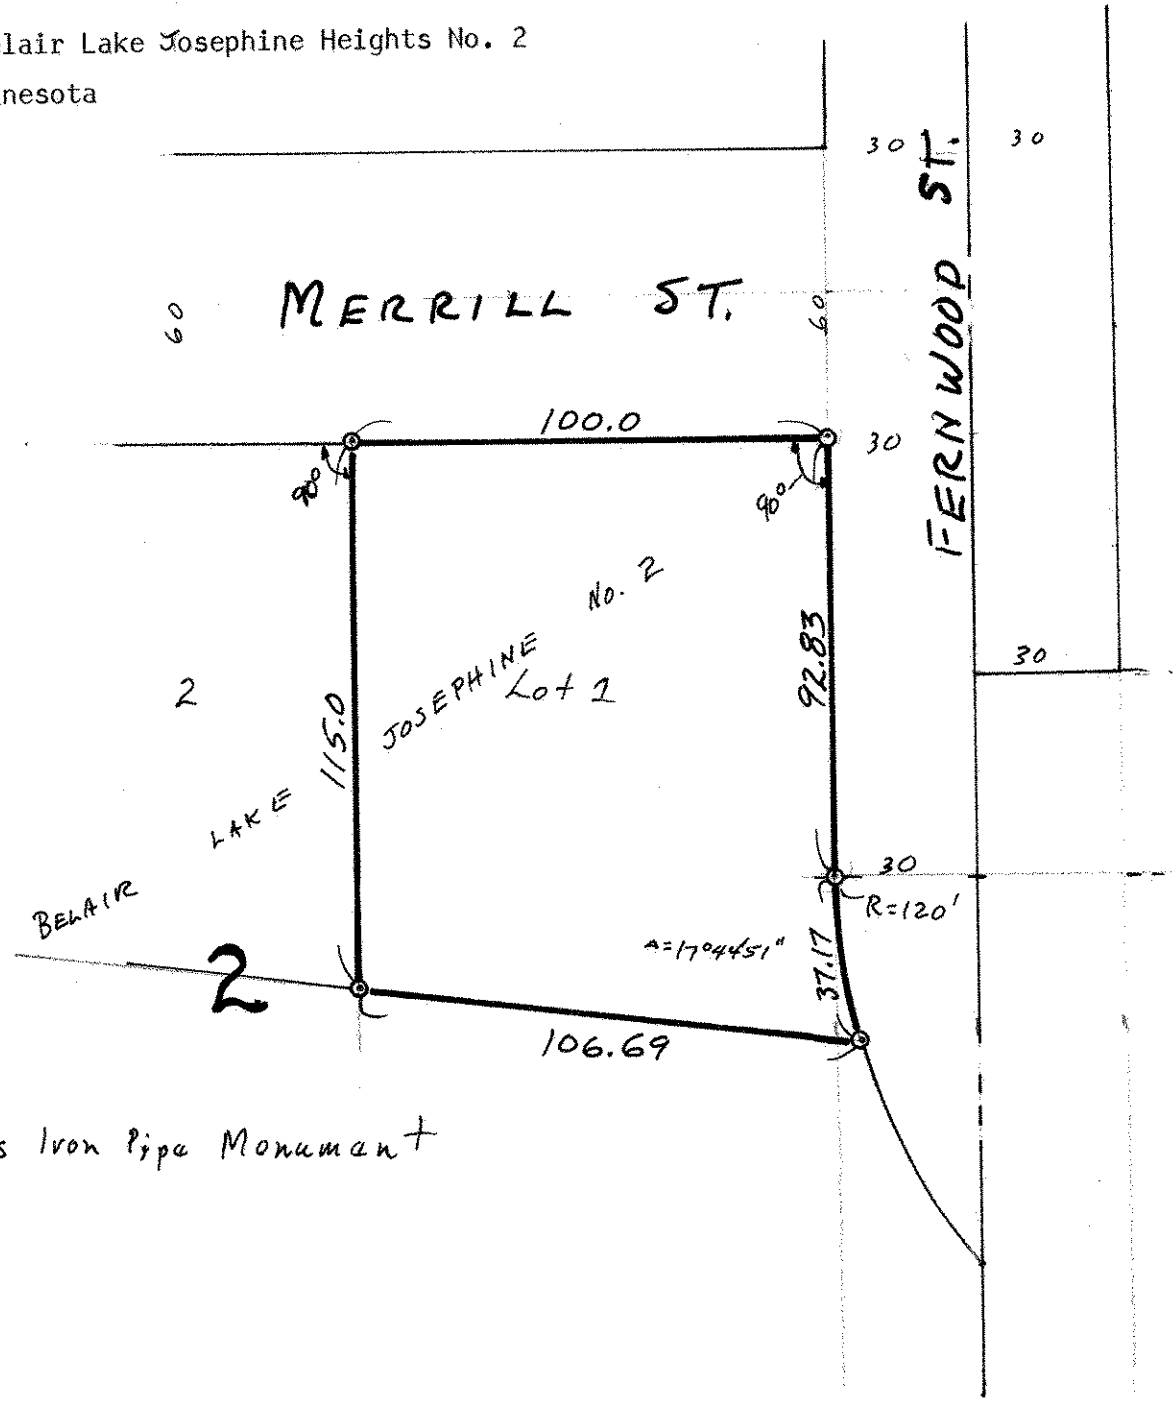 lair Lake Josephine Heights No. 2
nesota
30
30
MERRILL ST.
60
60
FERNWOOD ST.
100.0
30
90°
90°
No. 2
JOSEPHINE
Lot 1
92.83
30
2
115.0
LAKE
30
BELAIR
R=120'
2
Δ=17°44'51"
37.17
106.69
s Iron Pipe Monument